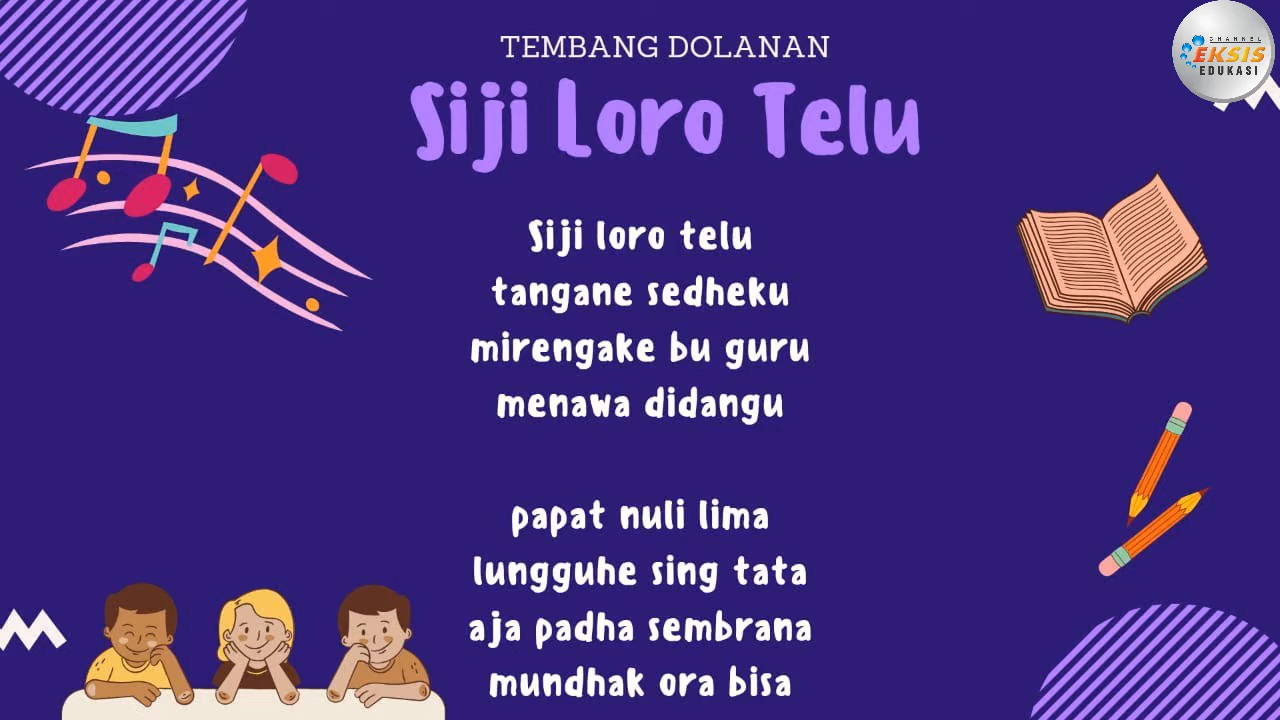 TEMBANG DOLANAN
Siji Loro Telu
CHANNEL
EKSIS
EDUKASI
Siji loro telu
tangane sedheku
mirengake bu guru
menawa didangu
papat nuli lima
lungguhe sing tata
aja padha sembrana
mundhak ora bisa